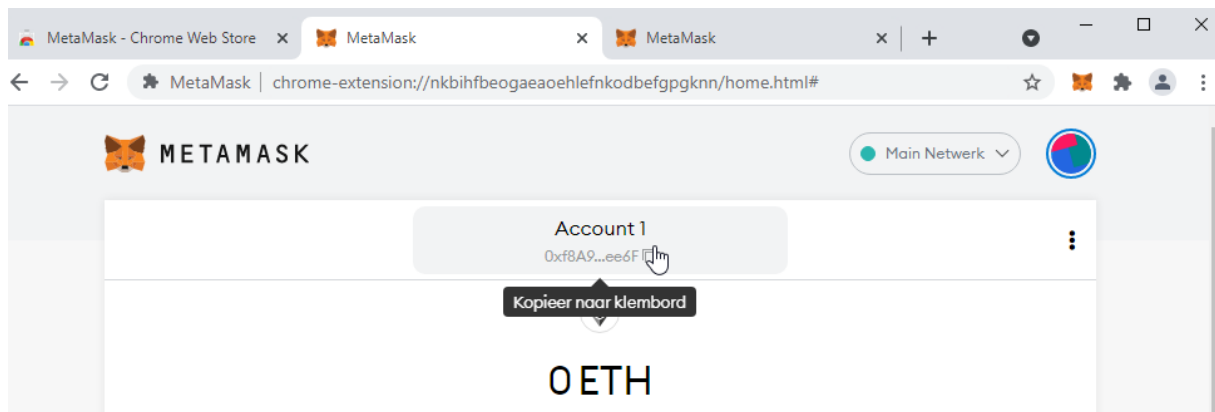 MetaMask - Chrome Web Store
MetaMask
MetaMask
MetaMask | chrome-extension://nkbihfbeogaeaoehlefnkodbefgpgknn/home.html#
METAMASK
Main Netwerk
Account 1
0xf8A9...ee6F
Kopieer naar klembord
0 ETH